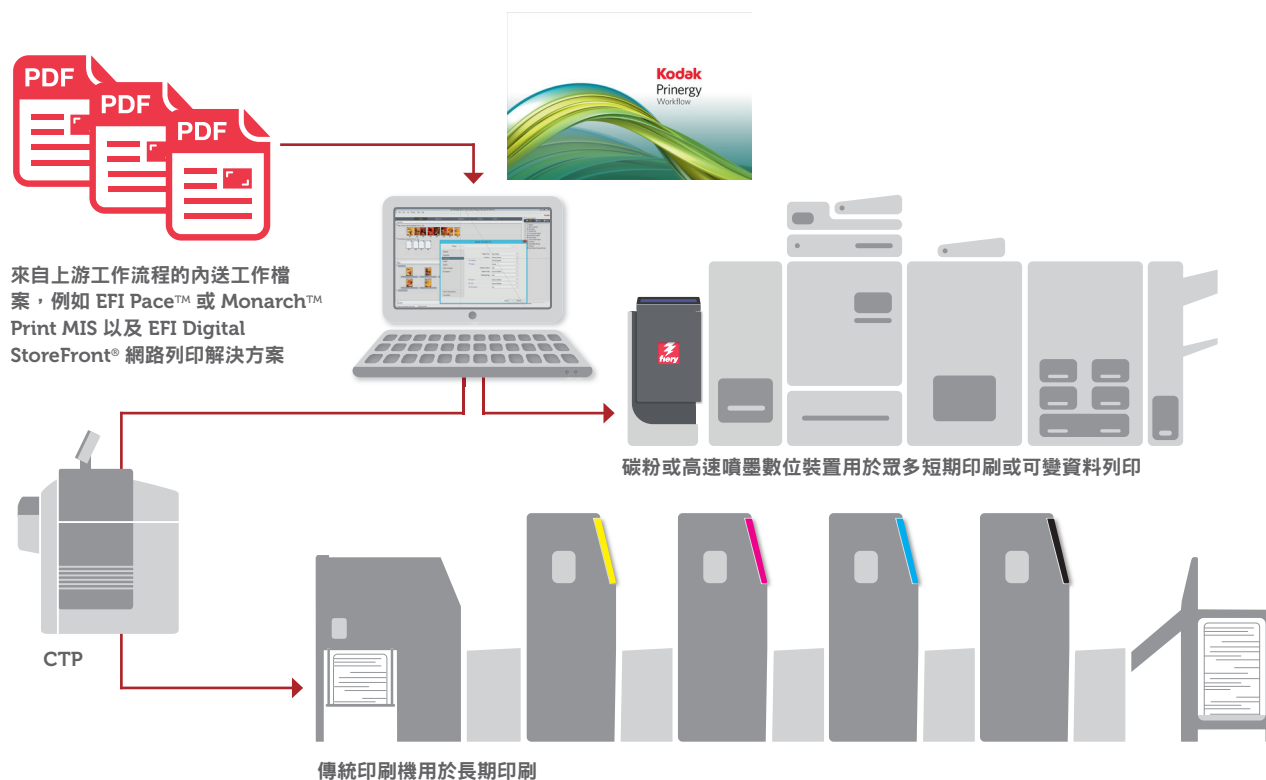 PDF
PDF
PDF
Kodak
Prinergy
Workflow
來自上游工作流程的內送工作檔
案，例如 EFI Pace™ 或 Monarch™
Print MIS 以及 EFI Digital
StoreFront® 網路列印解決方案
fiery
碳粉或高速噴墨數位裝置用於眾多短期印刷或可變資料列印
CTP
傳統印刷機用於長期印刷